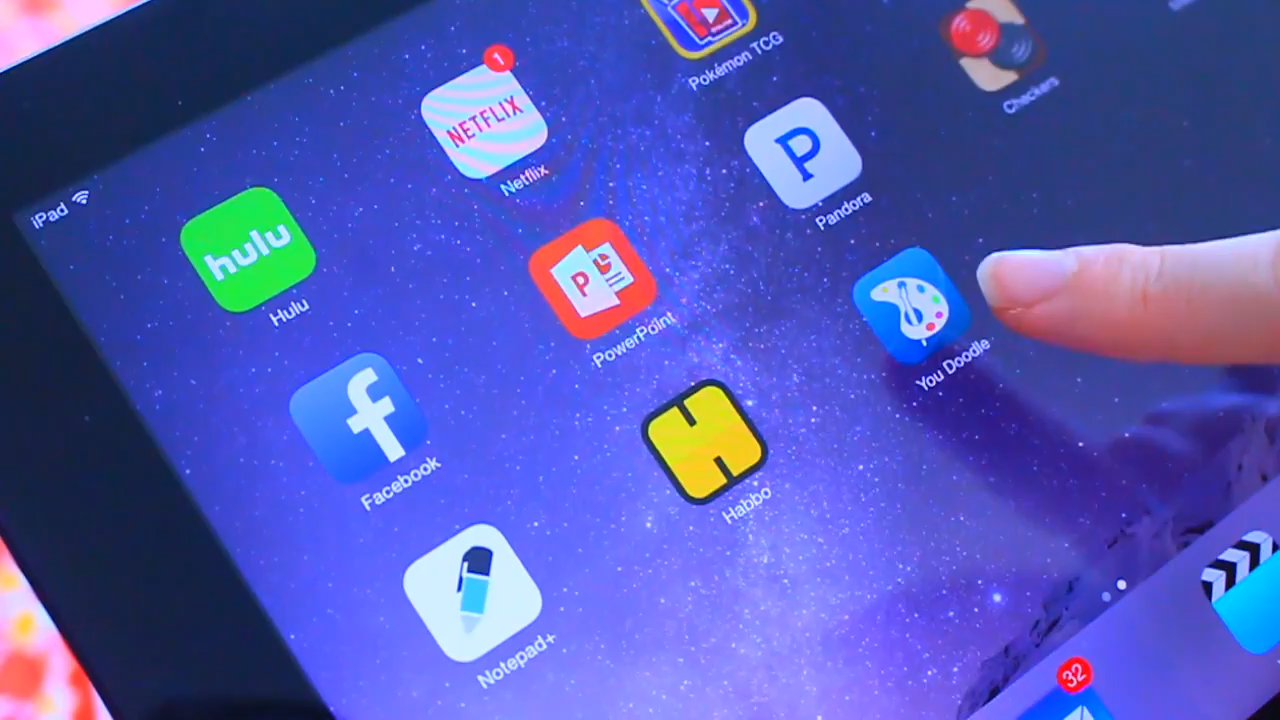 iPad
hulu
Hulu
NETFLIX
1
Netflix
Pokémon TCG
Checkers
f
Facebook
P
PowerPoint
P
Pandora
Notepad+
H
Habbo
You Doodle
32